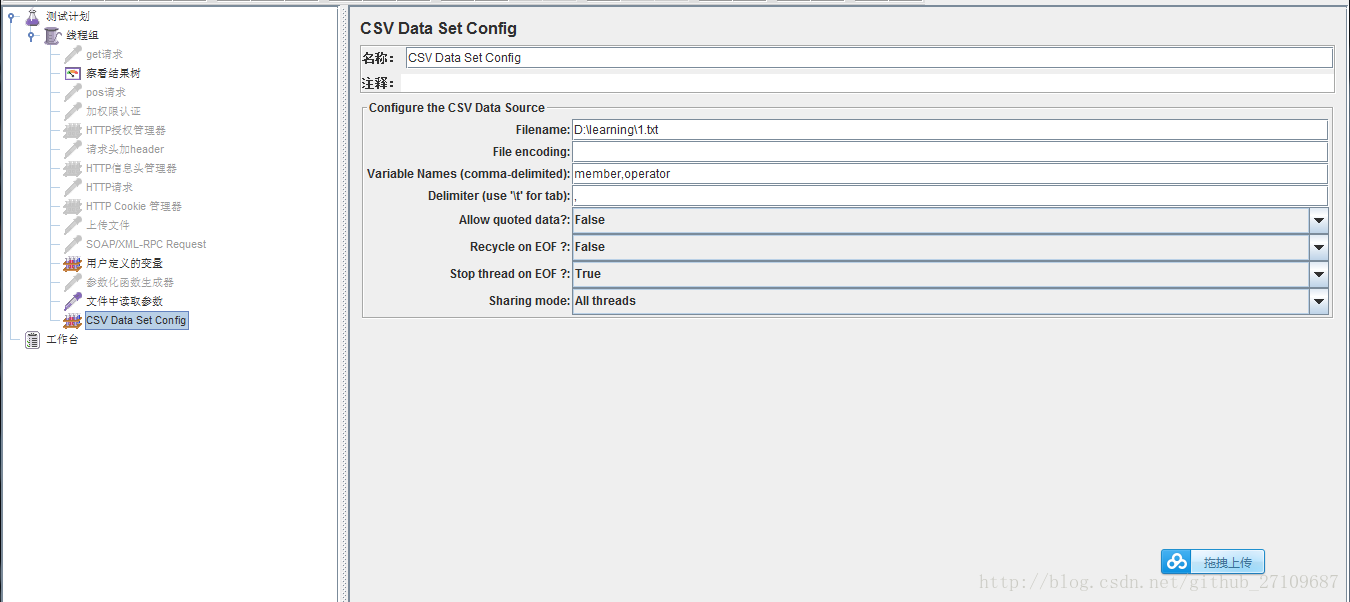 测试计划
线程组
get请求
察看结果树
pos请求
加权限认证
HTTP授权管理器
请求头加header
HTTP信息头管理器
HTTP请求
HTTP Cookie 管理器
上传文件
SOAP/XML-RPC Request
用户定义的变量
参数化函数生成器
文件中读取参数
CSV Data Set Config
工作台
CSV Data Set Config
名称： CSV Data Set Config
注释：
Configure the CSV Data Source
Filename: D:\learning\1.txt
File encoding:
Variable Names (comma-delimited): member,operator
Delimiter (use '\t' for tab): ,
Allow quoted data?: False
Recycle on EOF ?: False
Stop thread on EOF ?: True
Sharing mode: All threads
拖拽上传
http://blog.csdn.net/github_27109687